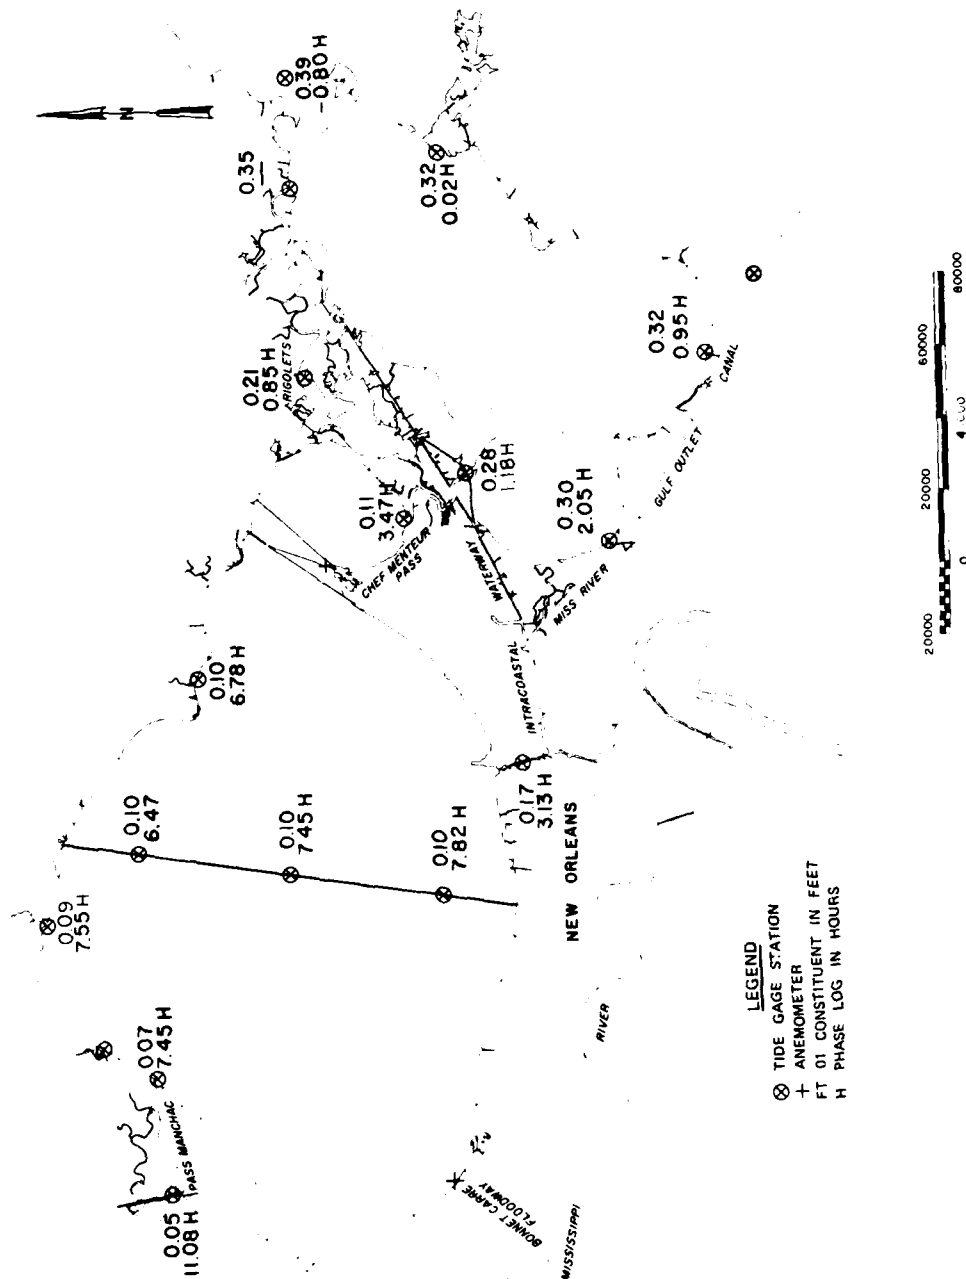 N
0.39
-0.80 H
0.35
0.32
0.02 H
0.21
0.85 H
RIGOLETS
0.32
0.95 H
CANAL
0.28
1.18 H
0.11
3.47 H
CHEF MENTEUR
PASS
0.30
2.05 H
GULF OUTLET
WATERWAY
MISS RIVER
INTRACOASTAL
0.10
6.78 H
0.17
3.13 H
NEW ORLEANS
0.10
6.47
0.10
7.45 H
0.10
7.82 H
0.09
7.55 H
0.07
7.45 H
PASS MANCHAC
0.05
11.08 H
BONNET CARRE
FLOODWAY
MISSISSIPPI
RIVER
LEGEND
⊗ TIDE GAGE STATION
+ ANEMOMETER
FT 01 CONSTITUENT IN FEET
H PHASE LOG IN HOURS
20000
0
20000
60000
80000